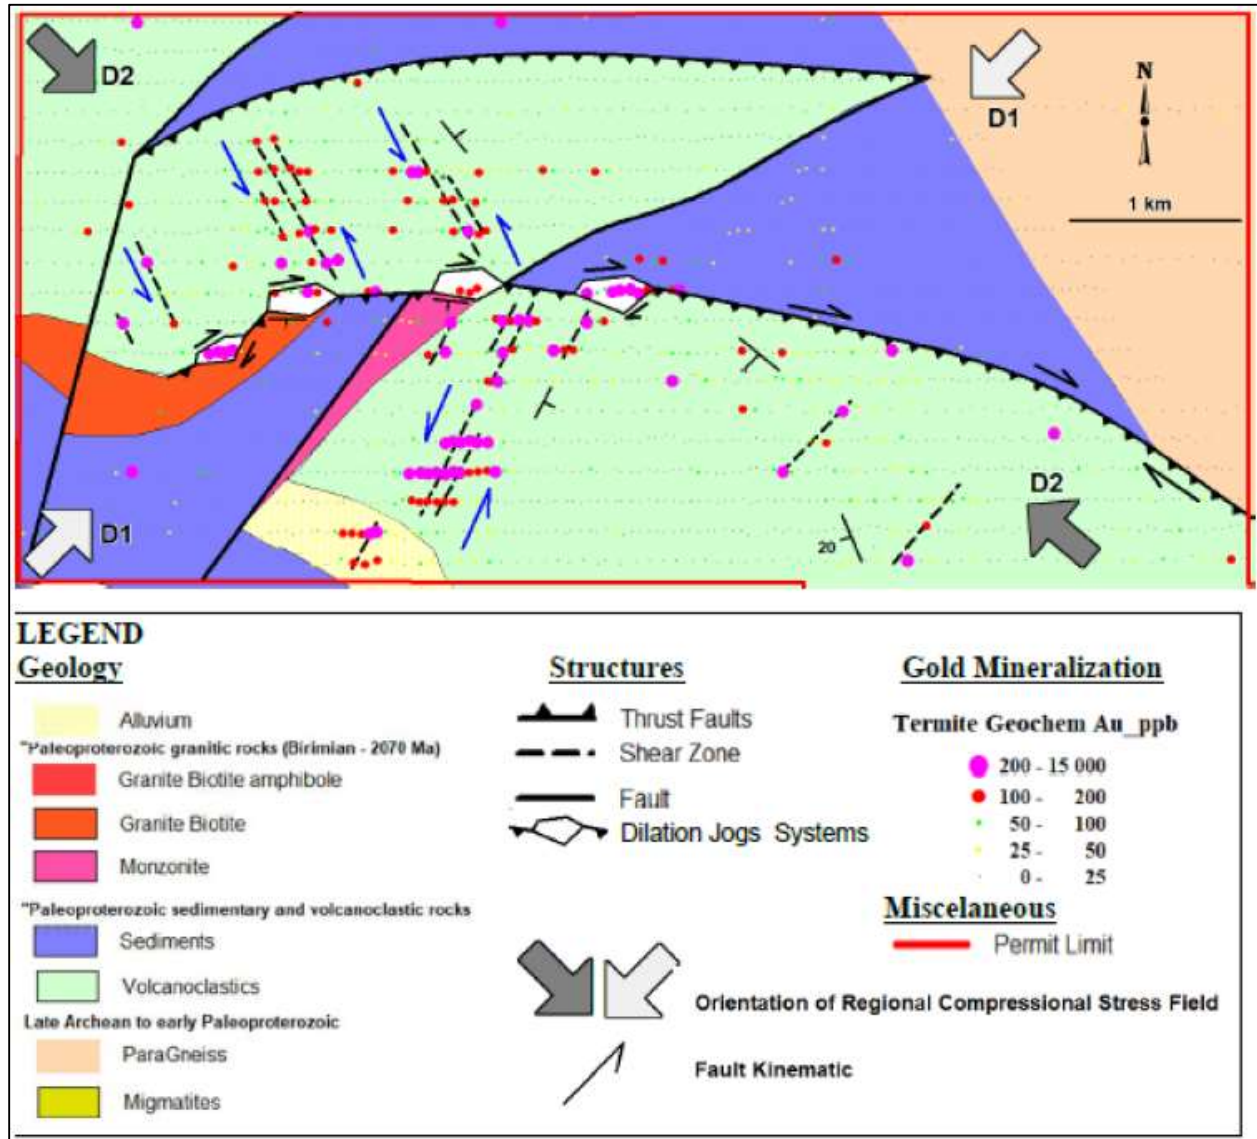 D2
D1
N
1 km
D2
D1
20
LEGEND
Geology
Alluvium
"Paleoproterozoic granitic rocks (Birimian - 2070 Ma)
Granite Biotite amphibole
Granite Biotite
Monzonite
"Paleoproterozoic sedimentary and volcanoclastic rocks
Sediments
Volcanoclastics
Late Archean to early Paleoproterozoic
ParaGneiss
Migmatites
Structures
Thrust Faults
Shear Zone
Fault
Dilation Jogs Systems
Orientation of Regional Compressional Stress Field
Fault Kinematic
Gold Mineralization
Termite Geochem Au_ppb
200 - 15 000
100 - 200
50 - 100
25 - 50
0 - 25
Miscelaneous
Permit Limit